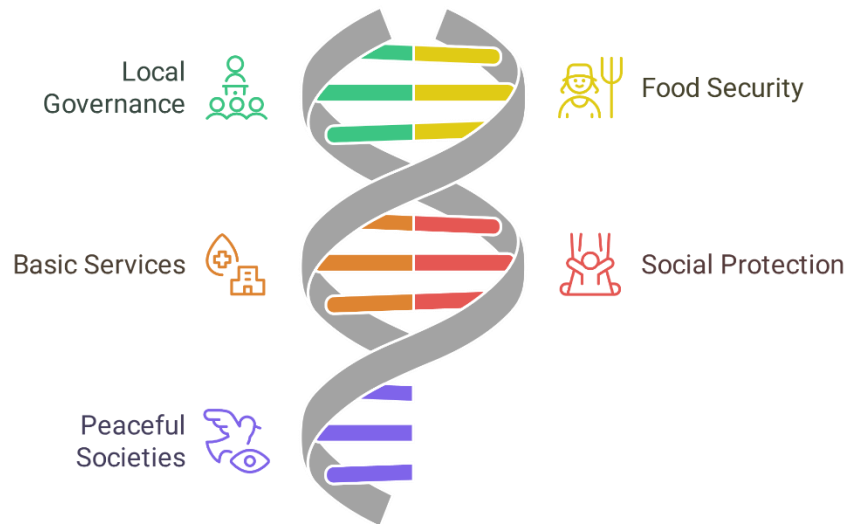 Local
Governance
Food Security
Basic Services
Social Protection
Peaceful
Societies